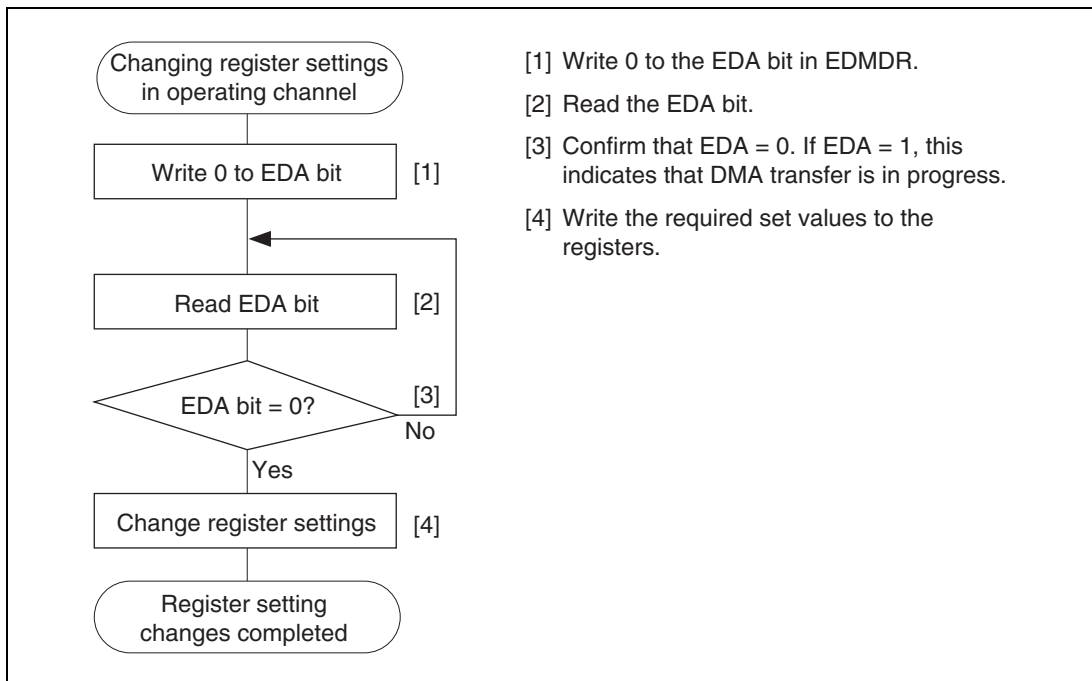 Changing register settings
in operating channel
Write 0 to EDA bit
[1]
Read EDA bit
[2]
EDA bit = 0?
[3]
No
Yes
Change register settings
[4]
Register setting
changes completed
[1] Write 0 to the EDA bit in EDMDR.
[2] Read the EDA bit.
[3] Confirm that EDA = 0. If EDA = 1, this
indicates that DMA transfer is in progress.
[4] Write the required set values to the
registers.